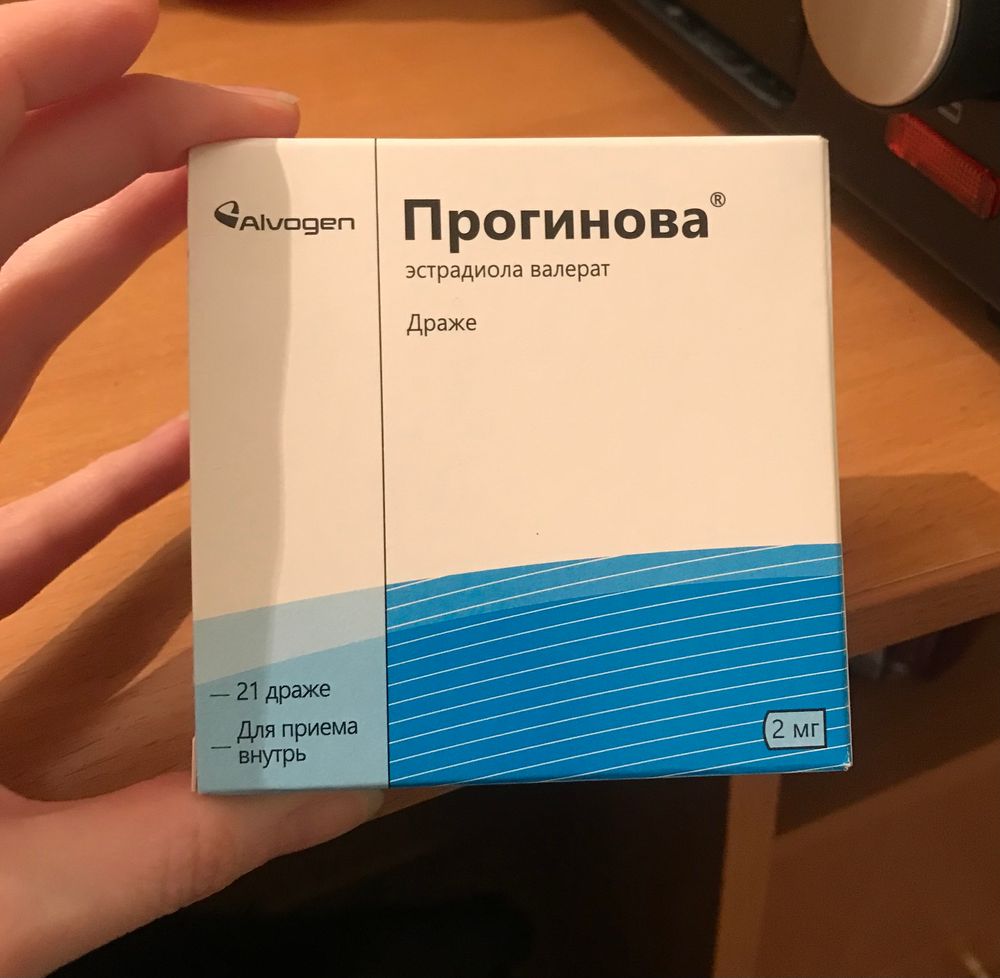 Alvogen
Прогинова®
эстрадиола валерат
Драже
— 21 драже
— Для приема
внутрь
2 мг